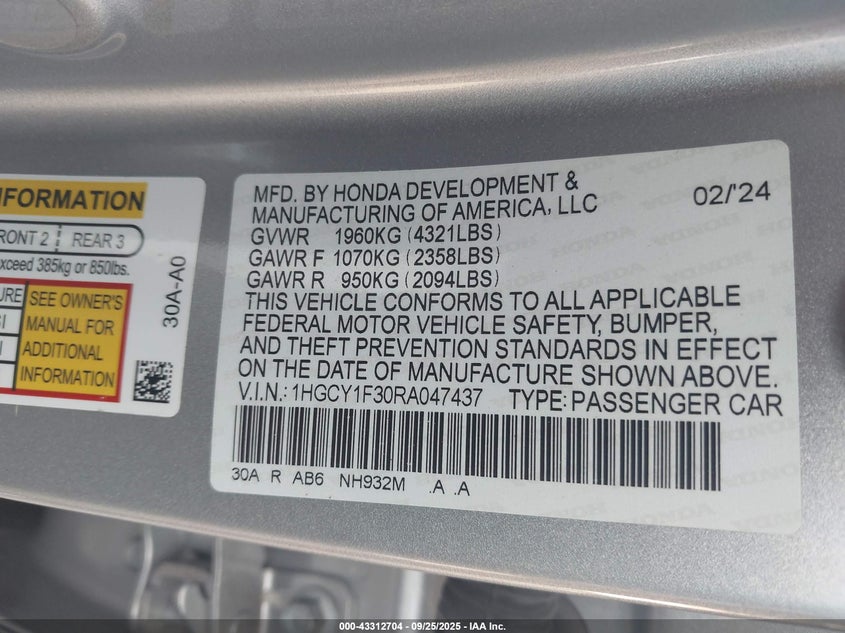 NFORMATION
FRONT 2 REAR 3
exceed 385kg or 850lbs.
SEE OWNER'S
MANUAL FOR
ADDITIONAL
INFORMATION
30A-A0
MFD. BY HONDA DEVELOPMENT & 02/'24
MANUFACTURING OF AMERICA, LLC
GVWR 1960KG (4321LBS)
GAWR F 1070KG (2358LBS)
GAWR R 950KG (2094LBS)
THIS VEHICLE CONFORMS TO ALL APPLICABLE
FEDERAL MOTOR VEHICLE SAFETY, BUMPER,
AND THEFT PREVENTION STANDARDS IN EFFECT
ON THE DATE OF MANUFACTURE SHOWN ABOVE.
V.I.N.: 1HGCY1F30RA047437 TYPE: PASSENGER CAR
30A R AB6 NH932M .A .A
000-43312704 - 09/25/2025 - IAA Inc.